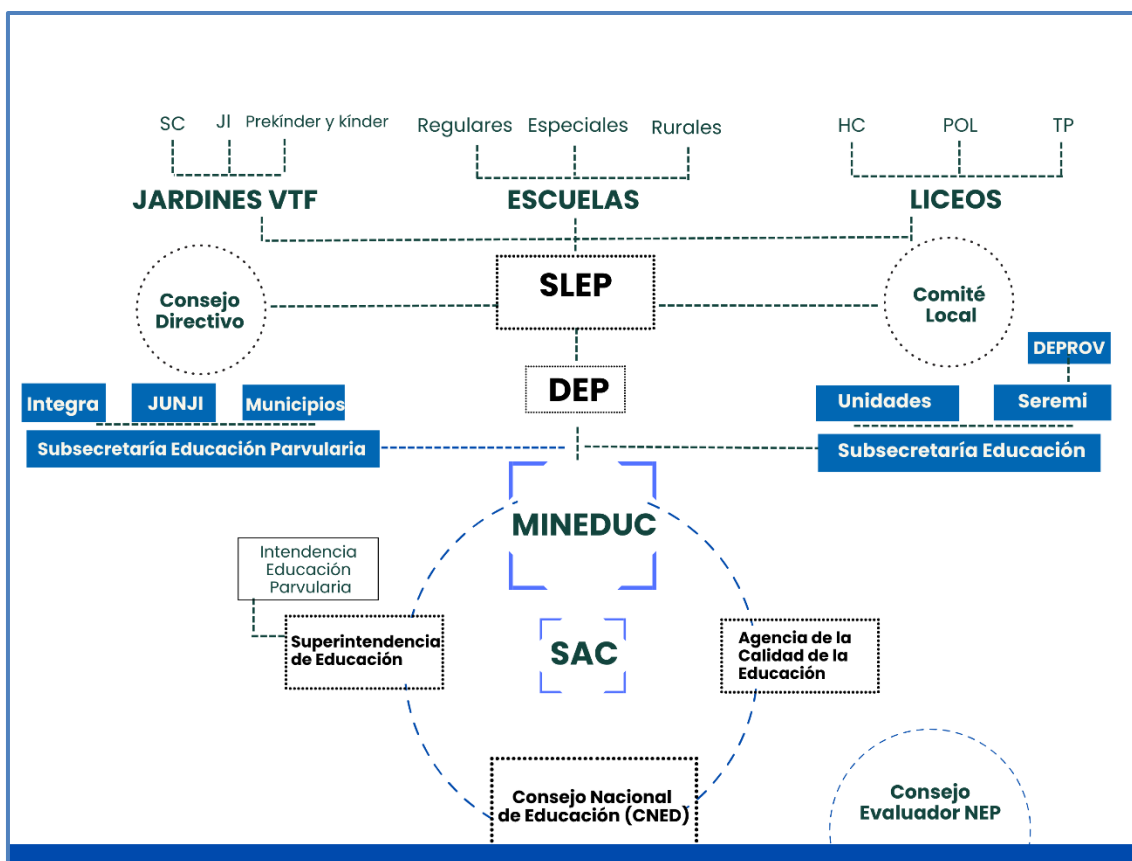 SC
JI
Prekínder y kínder
Regulares
Especiales
Rurales
HC
POL
TP
JARDINES VTF
ESCUELAS
LICEOS
Consejo
Directivo
SLEP
Comité
Local
DEPROV
DEP
Integra
JUNJI
Municipios
Unidades
Seremi
Subsecretaría Educación Parvularia
Subsecretaría Educación
MINEDUC
Intendencia
Educación
Parvularia
Superintendencia
de Educación
SAC
Agencia de la
Calidad de la
Educación
Consejo Nacional
de Educación (CNED)
Consejo
Evaluador NEP